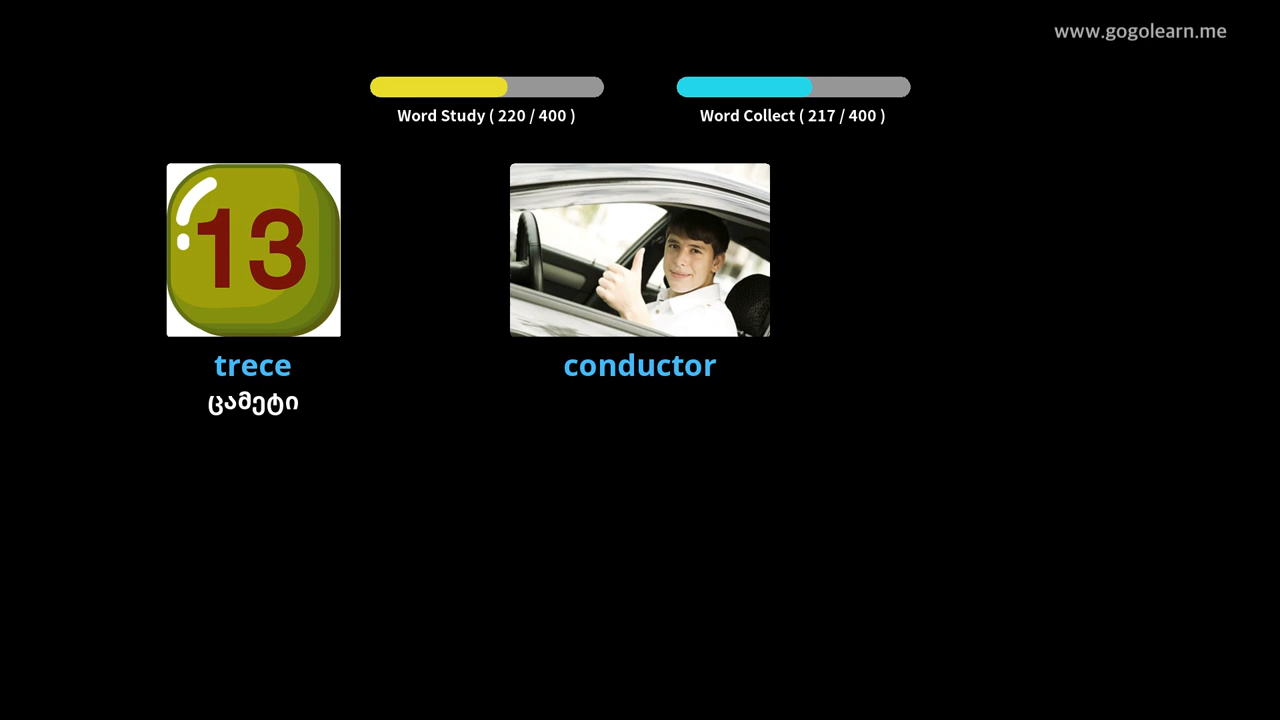 www.gogolearn.me
Word Study ( 220 / 400 )
Word Collect ( 217 / 400 )
13
trece
conductor
ცამეტი